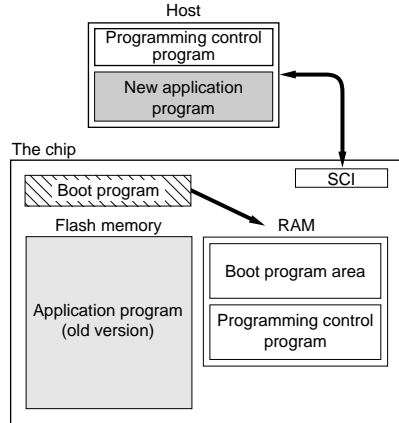 Host
Programming control
program
New application
program
The chip
SCI
Boot program
Flash memory
RAM
Application program
(old version)
Boot program area
Programming control
program